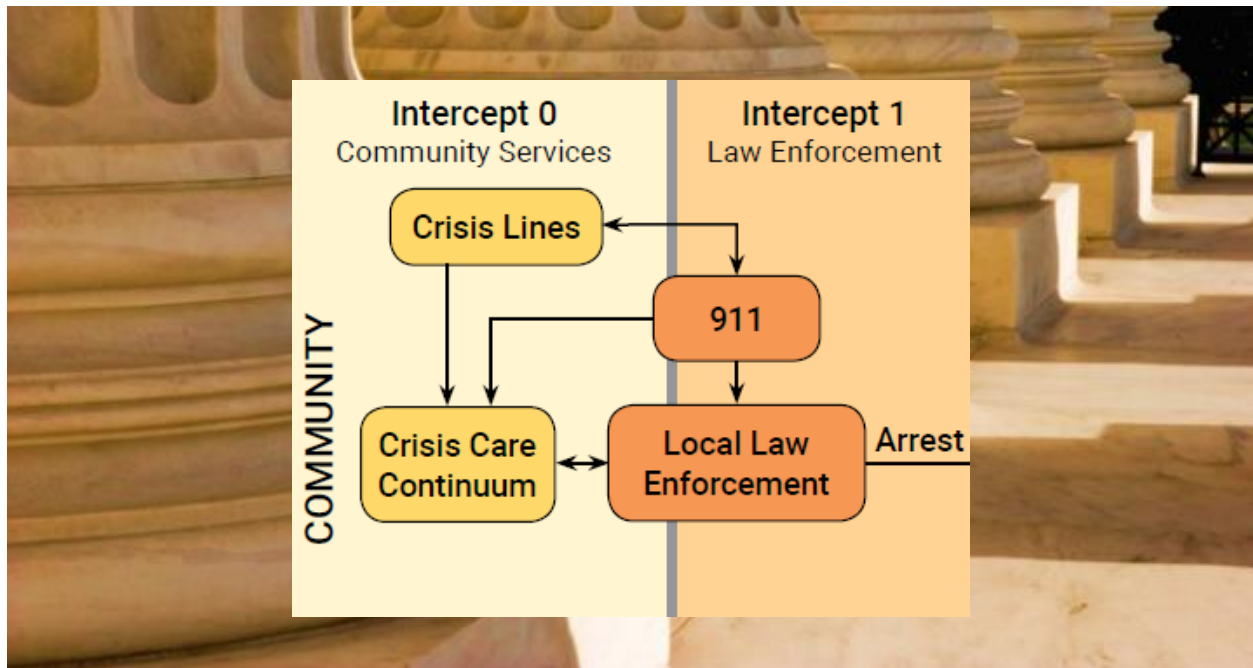 Intercept 0
Community Services
Intercept 1
Law Enforcement
Crisis Lines
911
COMMUNITY
Crisis Care
Continuum
Local Law
Enforcement
Arrest